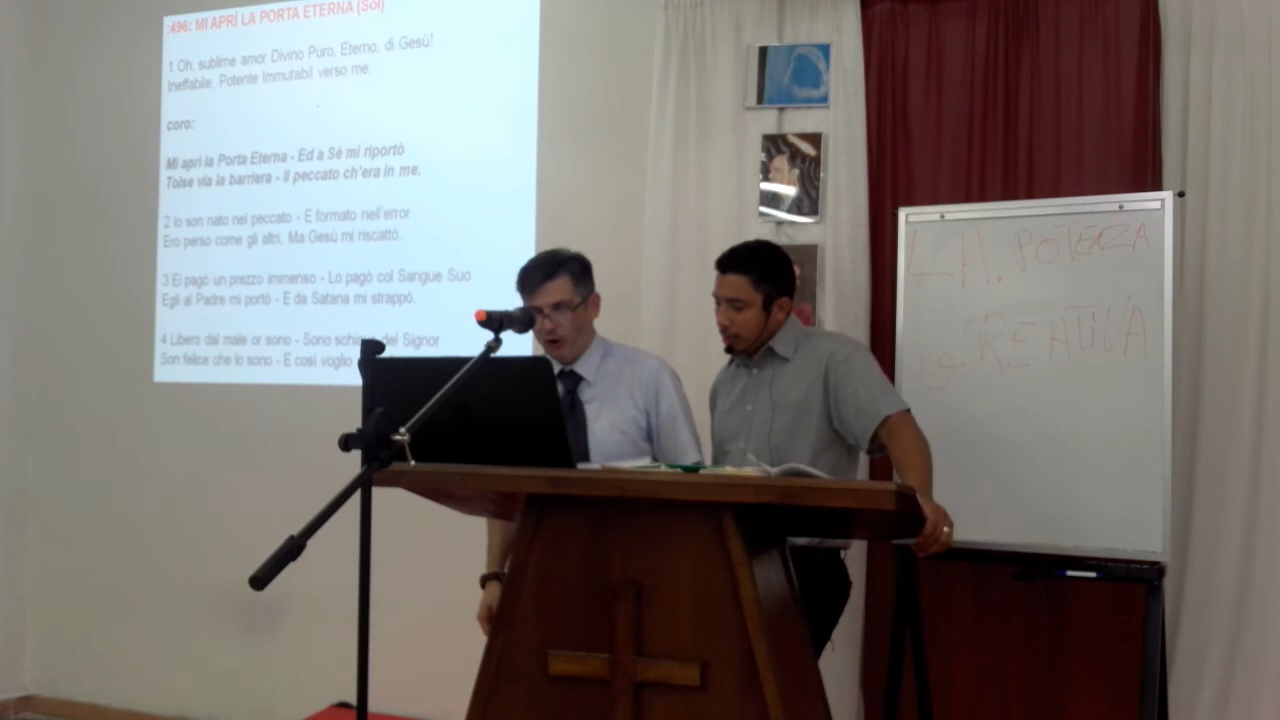 :496: MI APRÌ LA PORTA ETERNA (Sol)
1 Oh, sublime amor Divino Puro, Eterno, di Gesù!
Ineffabile. Potente Immutabil verso me.
coro:
Mi aprì la Porta Eterna - Ed a Sé mi riportò
Tolse via la barriera - Il peccato ch'era in me.
2 Io son nato nel peccato - E formato nell'error
Ero perso come gli altri. Ma Gesù mi riscattò.
3 Ei pagò un prezzo immenso - Lo pagò col Sangue Suo
Egli al Padre mi portò - E da Satana mi strappò.
4 Libero dal male or sono - Sono del Signor
Son felice che lo sono - E così voglio
LA. POTENZA